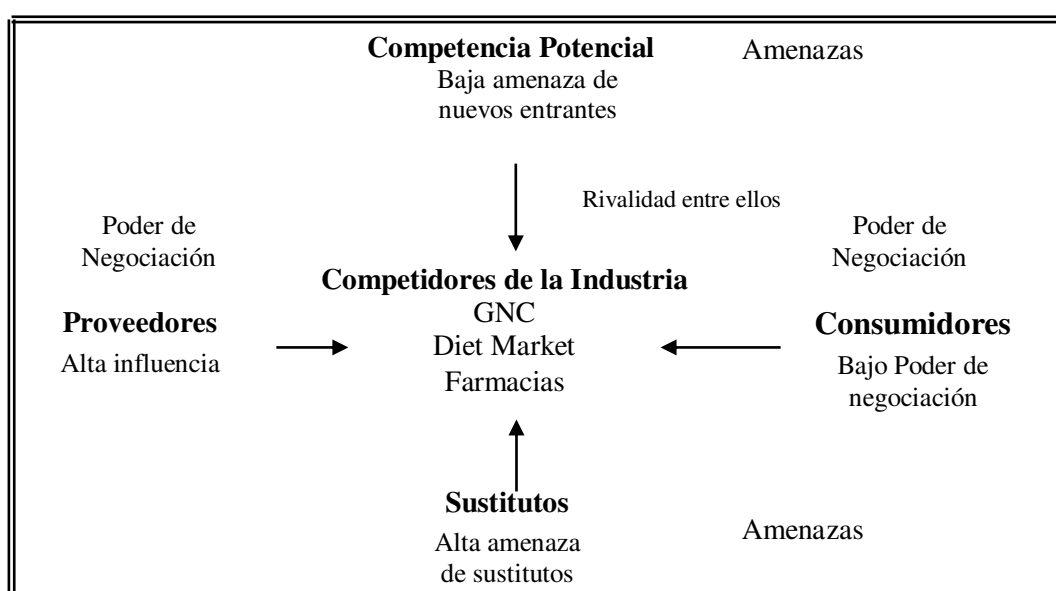 Competencia Potencial
Amenazas
Baja amenaza de
nuevos entrantes
Rivalidad entre ellos
Poder de
Negociación
Poder de
Negociación
Competidores de la Industria
GNC
Diet Market
Farmacias
Proveedores
Alta influencia
Consumidores
Bajo Poder de
negociación
Sustitutos
Alta amenaza
de sustitutos
Amenazas